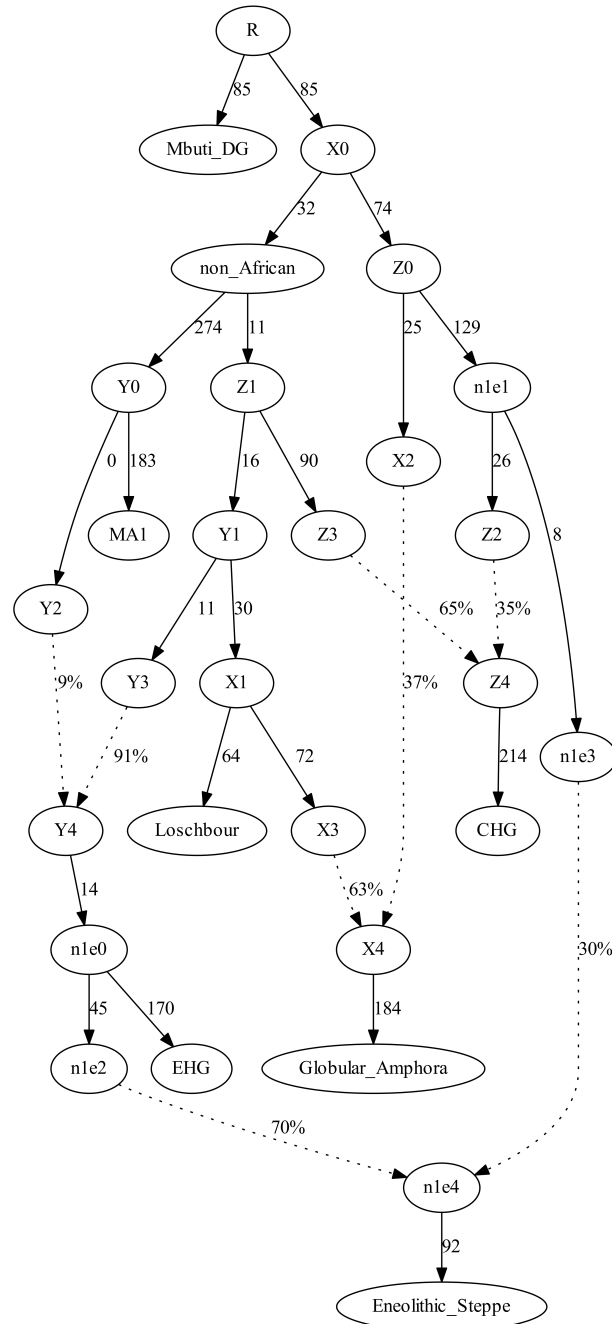 R
85 85
Mbuti_DG X0
32 74
non_African Z0
274 11 25 129
Y0 Z1 n1e1
0 183 16 90 X2 26 8
MA1 Y1 Z3 Z2
Y2 11 30 65% 35%
9% Y3 X1 37% Z4
91% 64 72 214 n1e3
Y4 Loschbour X3 CHG
14 63% 30%
n1e0 X4
45 170 184
n1e2 EHG Globular_Amphora
70%
n1e4
92
Eneolithic_Steppe